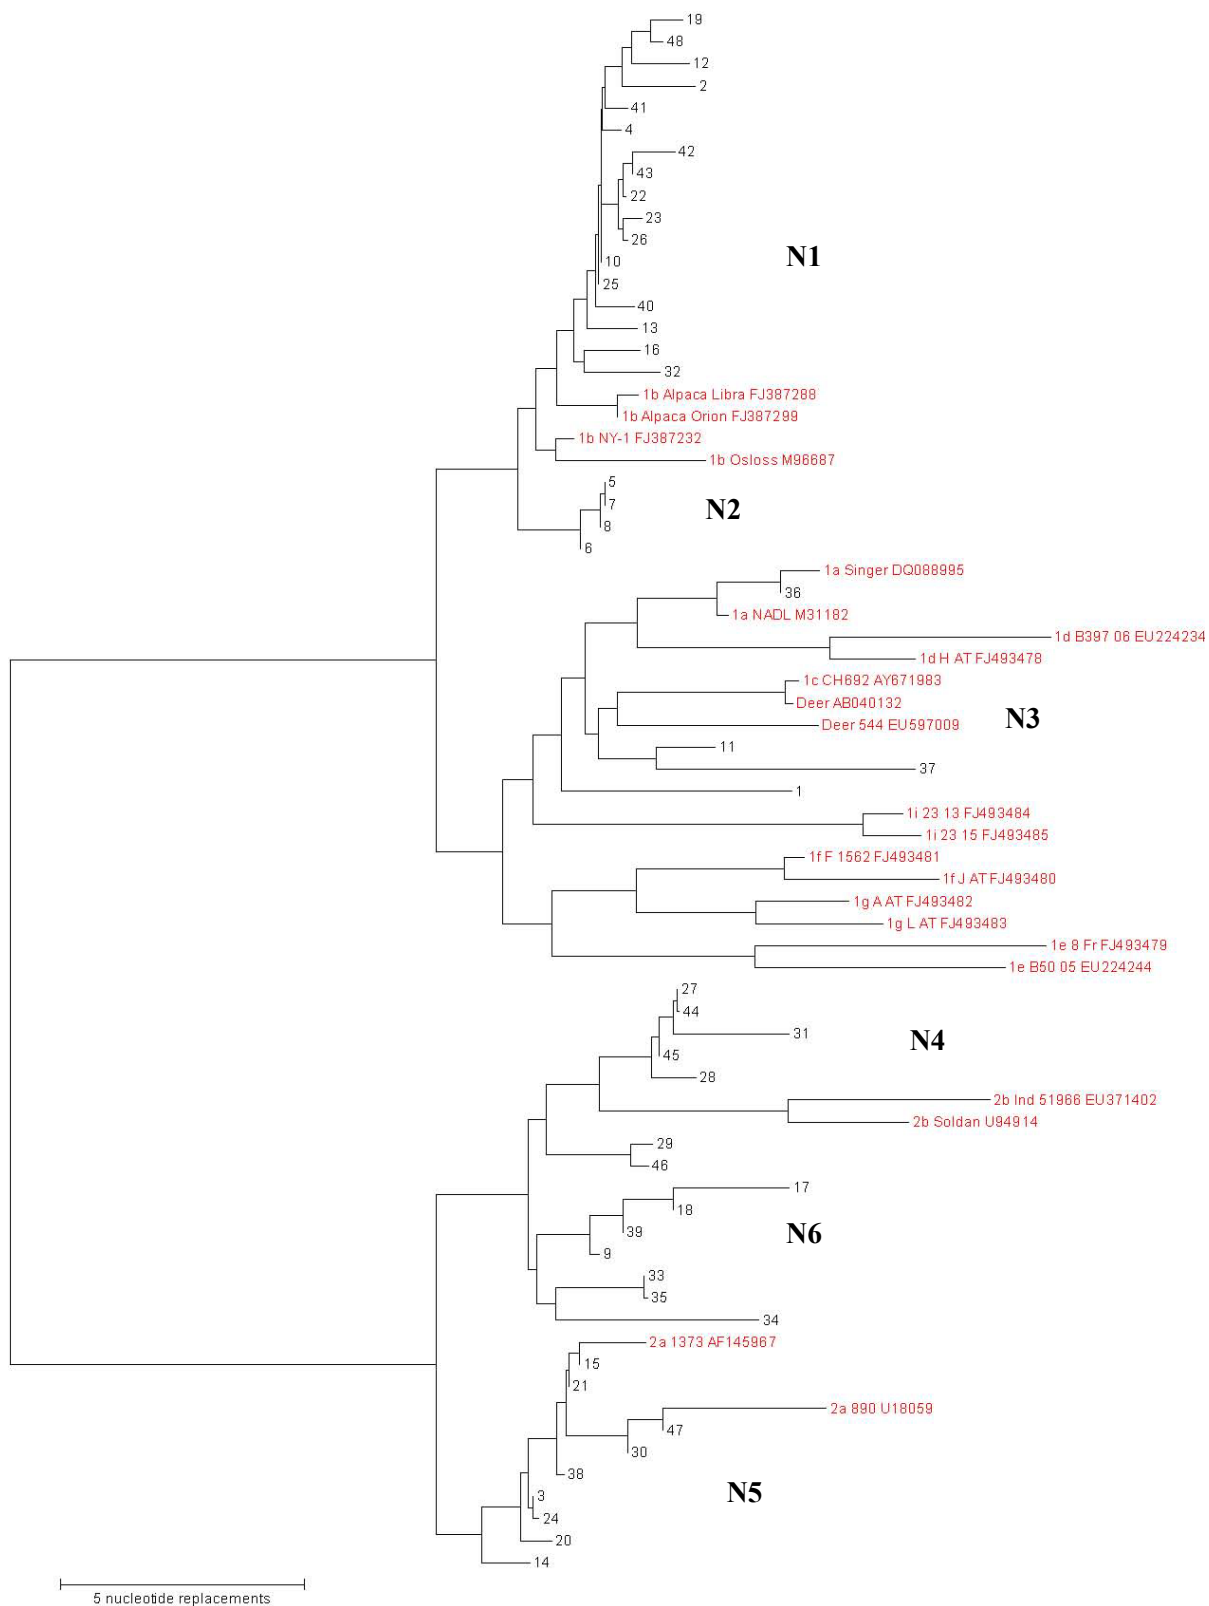 19
48
12
2
41
4
42
43
22
23
26
N1
10
25
40
13
16
32
1b Alpaca Libra FJ387288
1b Alpaca Orion FJ387299
1b NY-1 FJ387232
1b Osloss M96687
5
7
N2
8
6
1a Singer DQ088995
36
1a NADL M31182
1d B397 06 EU224234
1d H AT FJ493478
1c CH692 AY671983
Deer AB040132
N3
Deer 544 EU597009
11
37
1
1i 23 13 FJ493484
1i 23 15 FJ493485
1f F 1562 FJ493481
1f J AT FJ493480
1g A AT FJ493482
1g L AT FJ493483
1e 8 Fr FJ493479
1e B50 05 EU224244
27
44
31
N4
45
28
2b Ind 51966 EU371402
2b Soldan U94914
29
46
17
18
39
N6
9
33
35
34
2a 1373 AF145967
15
21
2a 890 U18059
47
30
38
N5
3
24
20
14
5 nucleotide replacements